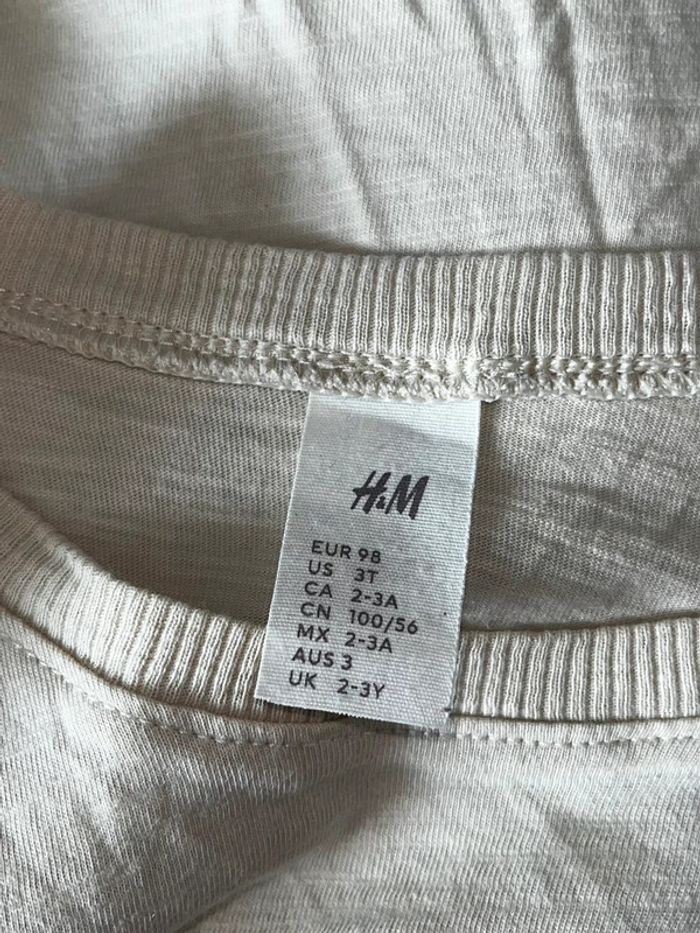 H&M
EUR 98
US 3T
CA 2-3A
CN 100/56
MX 2-3A
AUS 3
UK 2-3Y